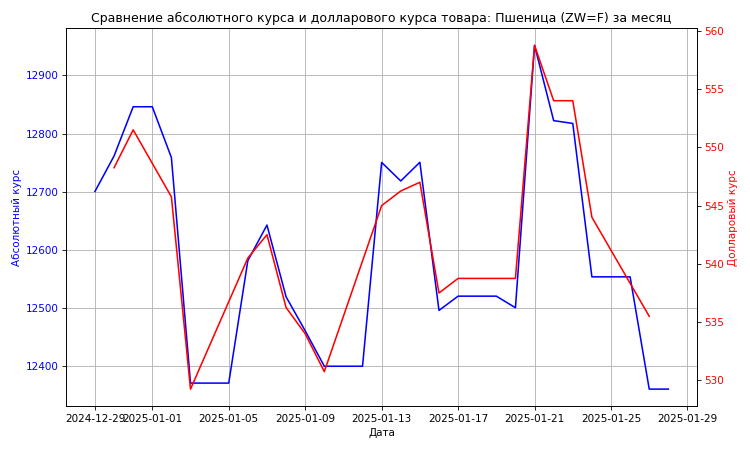 Сравнение абсолютного курса и долларового курса товара: Пшеница (ZW=F) за месяц
Абсолютный курс
12900
12800
12700
12600
12500
12400
560
555
550
545
540
535
530
Долларовый курс
2024-12-29 2025-01-01 2025-01-05 2025-01-09 2025-01-13 2025-01-17 2025-01-21 2025-01-25 2025-01-29
Дата